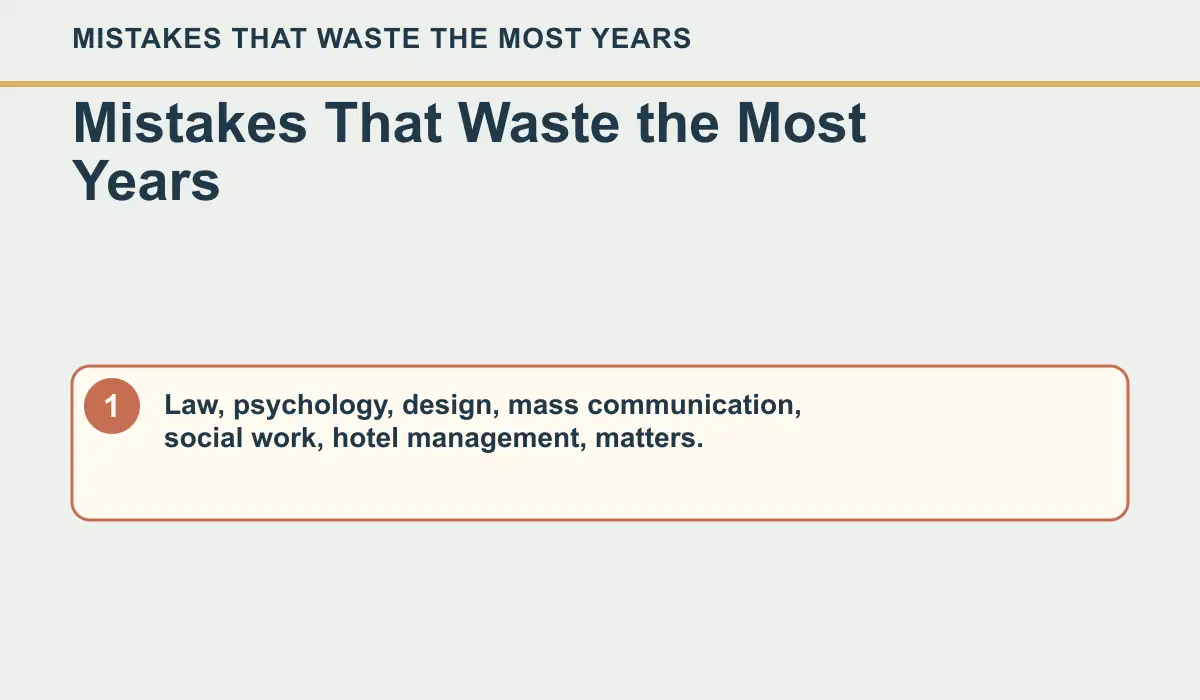 MISTAKES THAT WASTE THE MOST YEARS
Mistakes That Waste the Most
Years
1
Law, psychology, design, mass communication,
social work, hotel management, matters.